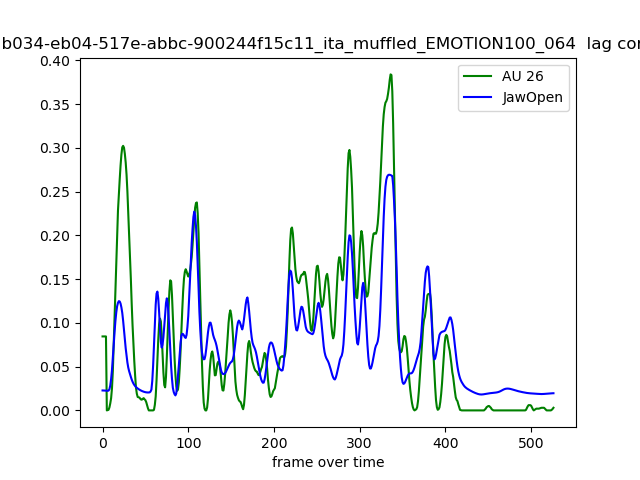 b034-eb04-517e-abbc-900244f15c11_ita_muffled_EMOTION100_064  lag
AU 26
JawOpen
0.40
0.35
0.30
0.25
0.20
0.15
0.10
0.05
0.00
0 100 200 300 400 500
frame over time